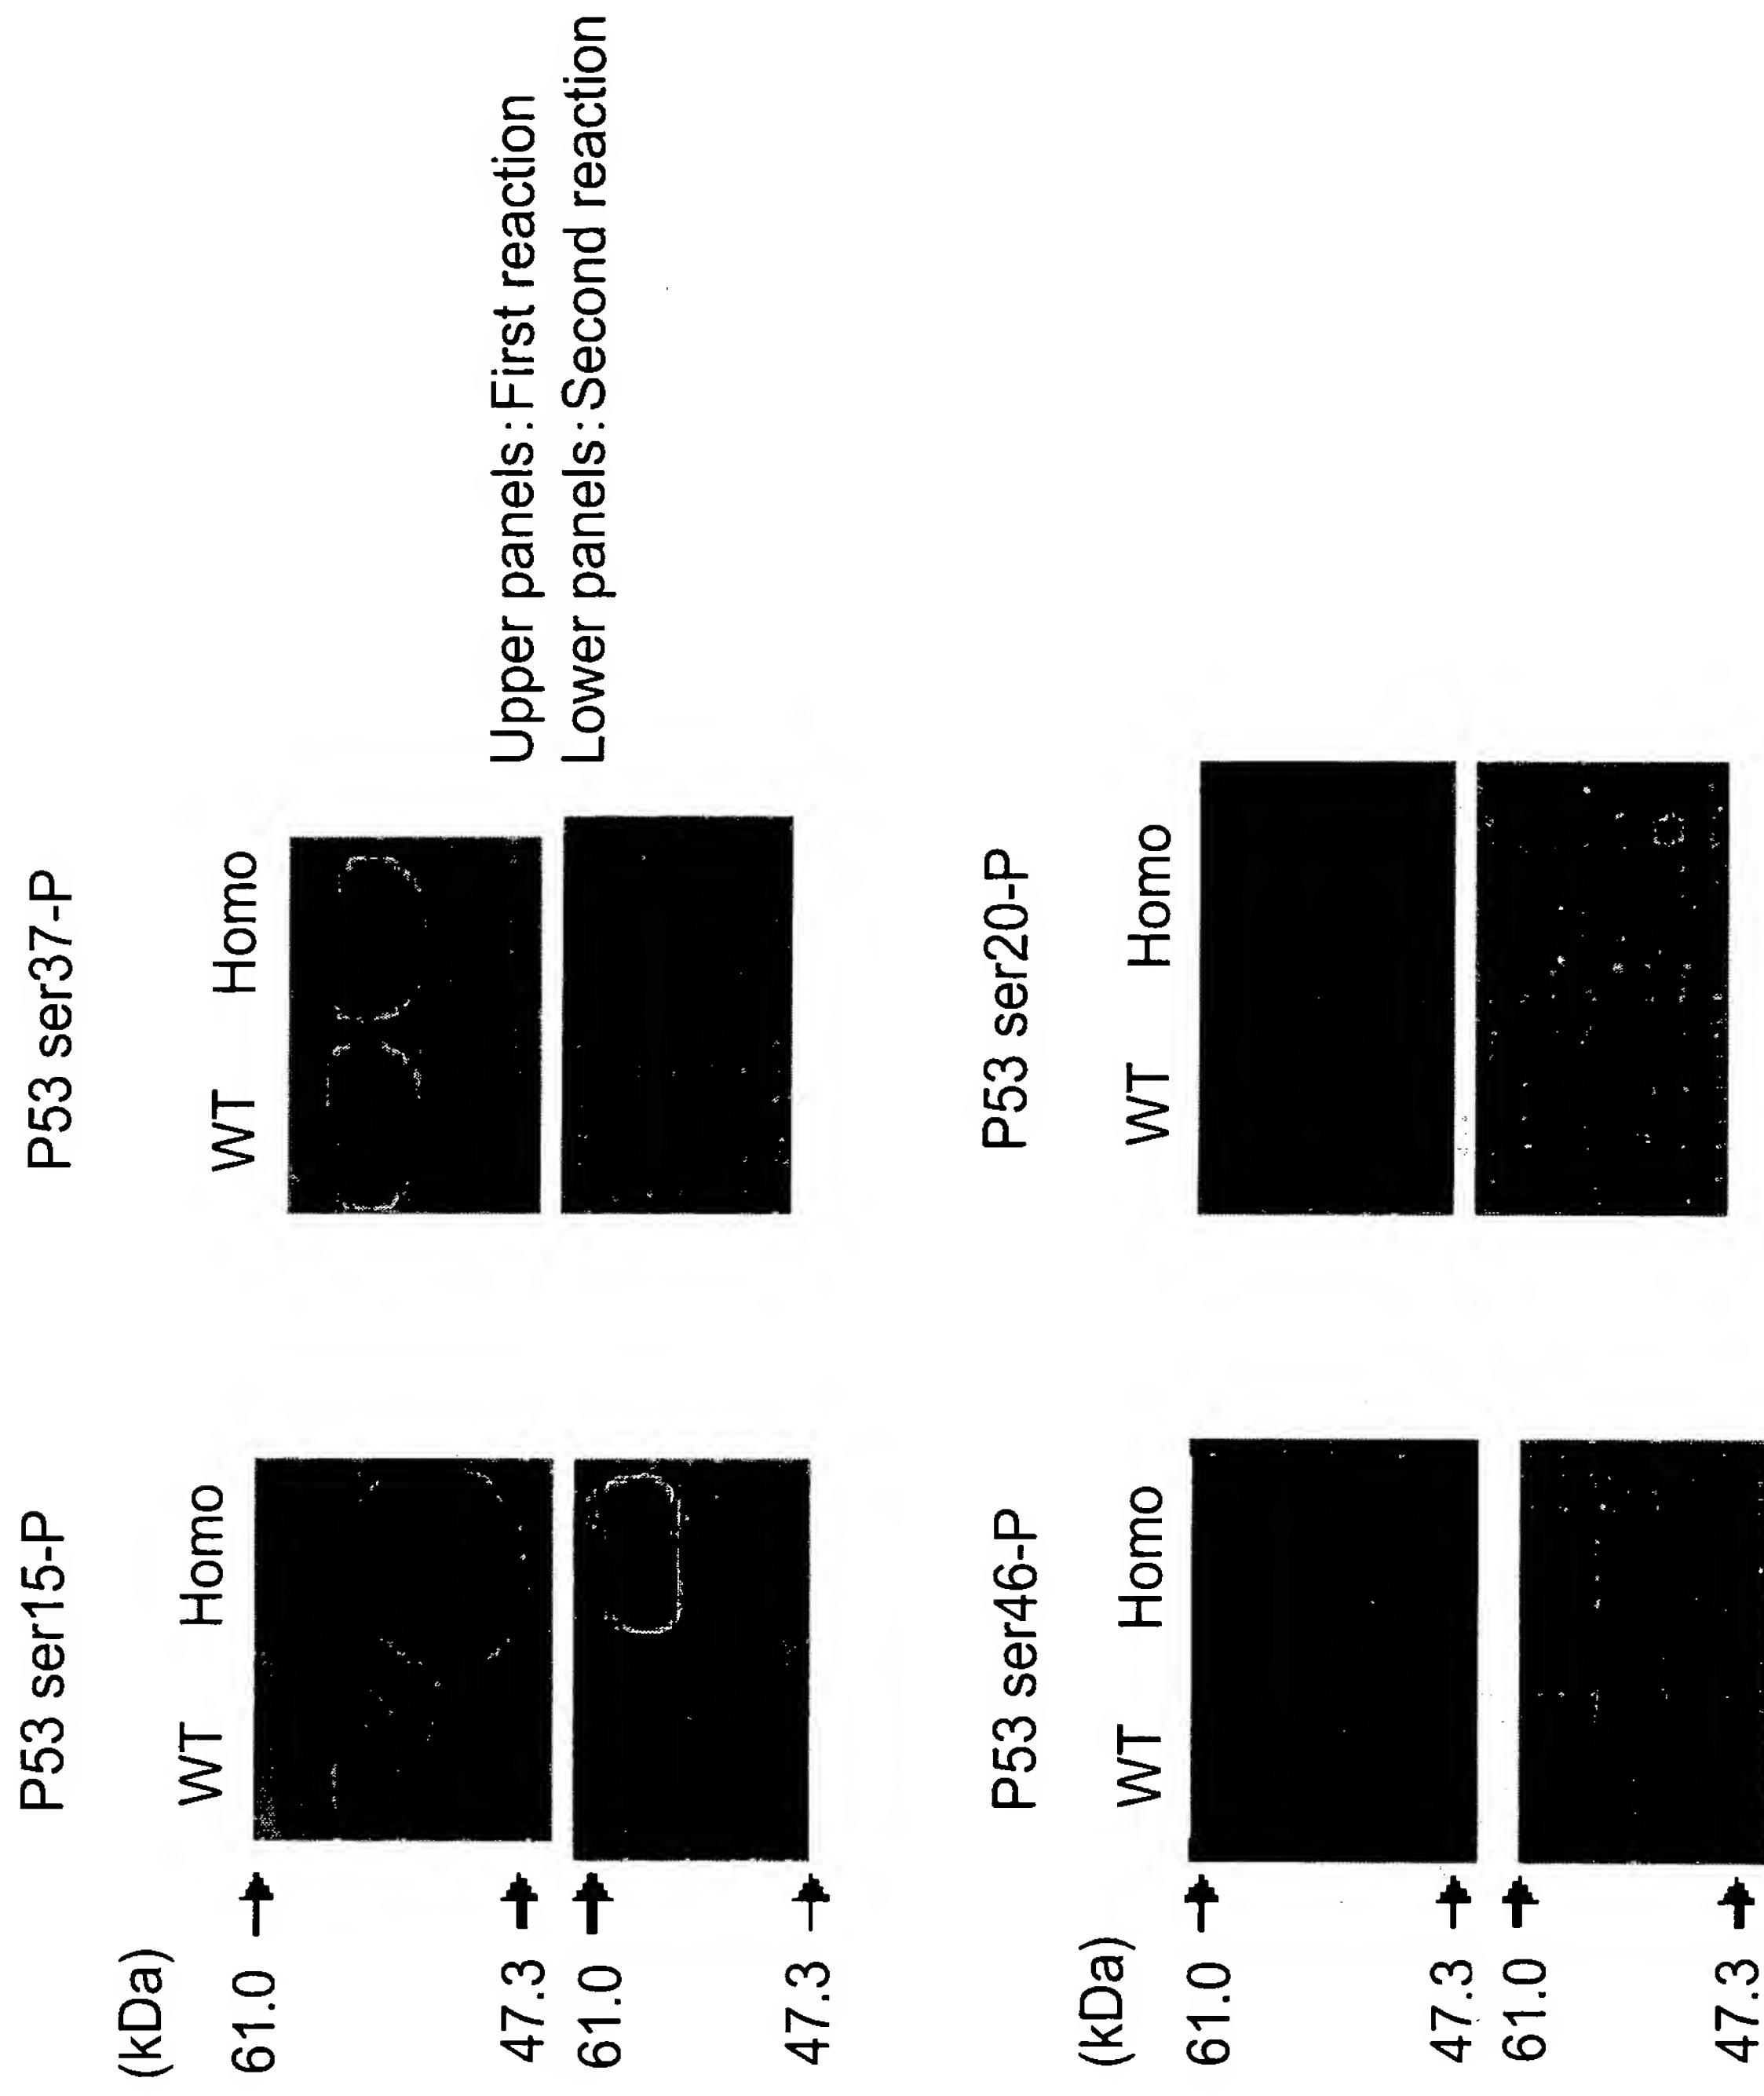 P53 ser15-P
P53 ser37-P
(kDa)
WT Homo
WT Homo
61.0
47.3
61.0
47.3
Upper panels:First reaction
Lower panels:Second reaction
P53 ser46-P
P53 ser20-P
(kDa)
WT Homo
WT Homo
61.0
47.3
61.0
47.3